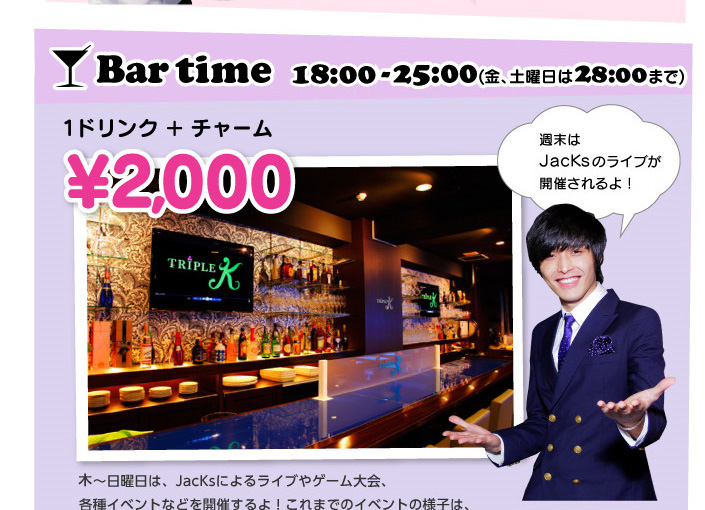 Bar time 18:00-25:00(金、土曜日は28:00まで)
1ドリンク + チャーム
¥2,000
週末は
JacKsのライブが
開催されるよ！
TRIPLE K
TRIPLE K
TRIPLE K
木〜日曜日は、JacKsによるライブやゲーム大会、
各種イベントなどを開催するよ！これまでのイベントの様子は、